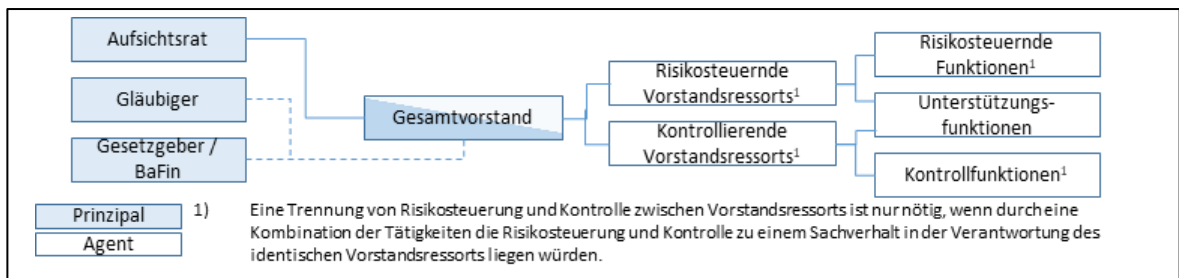 Aufsichtsrat
Gläubiger
Gesetzgeber /
BaFin
Gesamtvorstand
Risikosteuernde
Vorstandsressorts¹
Kontrollierende
Vorstandsressorts¹
Risikosteuernde
Funktionen¹
Unterstützungs-
funktionen
Kontrollfunktionen¹
Prinzipal
Agent
1) Eine Trennung von Risikosteuerung und Kontrolle zwischen Vorstandsressorts ist nur nötig, wenn durch eine
Kombination der Tätigkeiten die Risikosteuerung und Kontrolle zu einem Sachverhalt in der Verantwortung des
identischen Vorstandsressorts liegen würden.